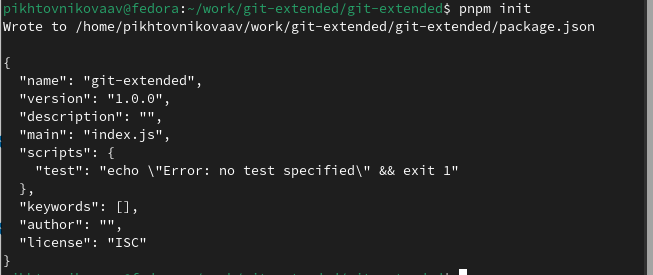 pikhtovnikovaav@fedora:~/work/git-extended/git-extended$ pnpm init
Wrote to /home/pikhtovnikovaav/work/git-extended/git-extended/package.json
{
"name": "git-extended",
"version": "1.0.0",
"description": "",
"main": "index.js",
"scripts": {
"test": "echo \"Error: no test specified\" && exit 1"
},
"keywords": [],
"author": "",
"license": "ISC"
}